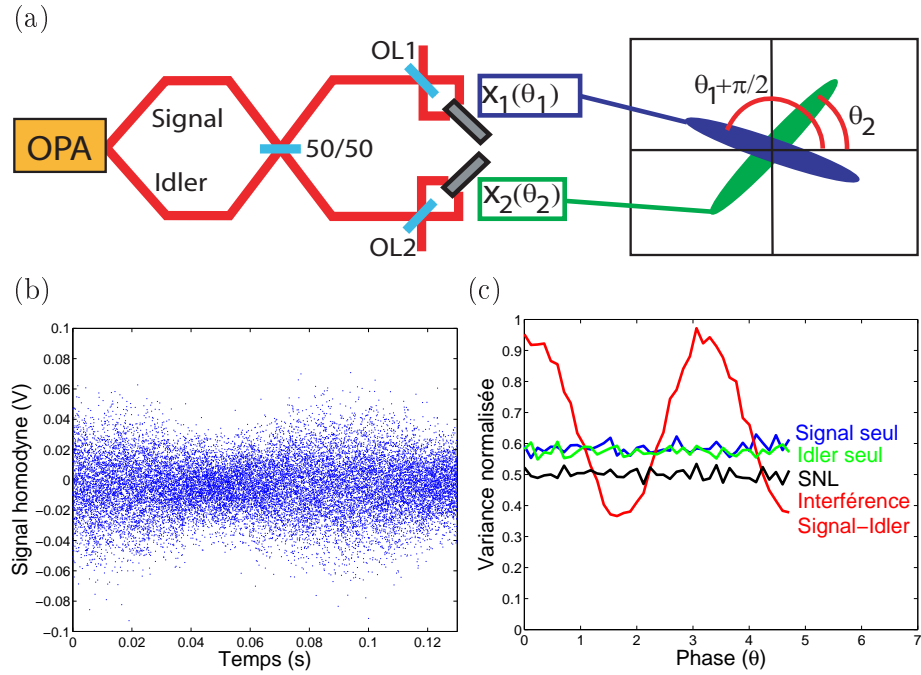 (a)
OL1
X₁(θ₁)
θ₁+π/2
θ₂
Signal
OPA
50/50
Idler
X₂(θ₂)
OL2
(b)
0.1
0.08
0.06
0.04
0.02
0
−0.02
−0.04
−0.06
−0.08
−0.1
Signal homodyne (V)
0
0.02
0.04
0.06
0.08
0.1
0.12
Temps (s)
(c)
1
0.9
0.8
0.7
0.6
0.5
0.4
0.3
0.2
0.1
0
Variance normalisée
Signal seul
Idler seul
SNL
Interférence
Signal−Idler
0
1
2
3
4
5
6
7
Phase (θ)